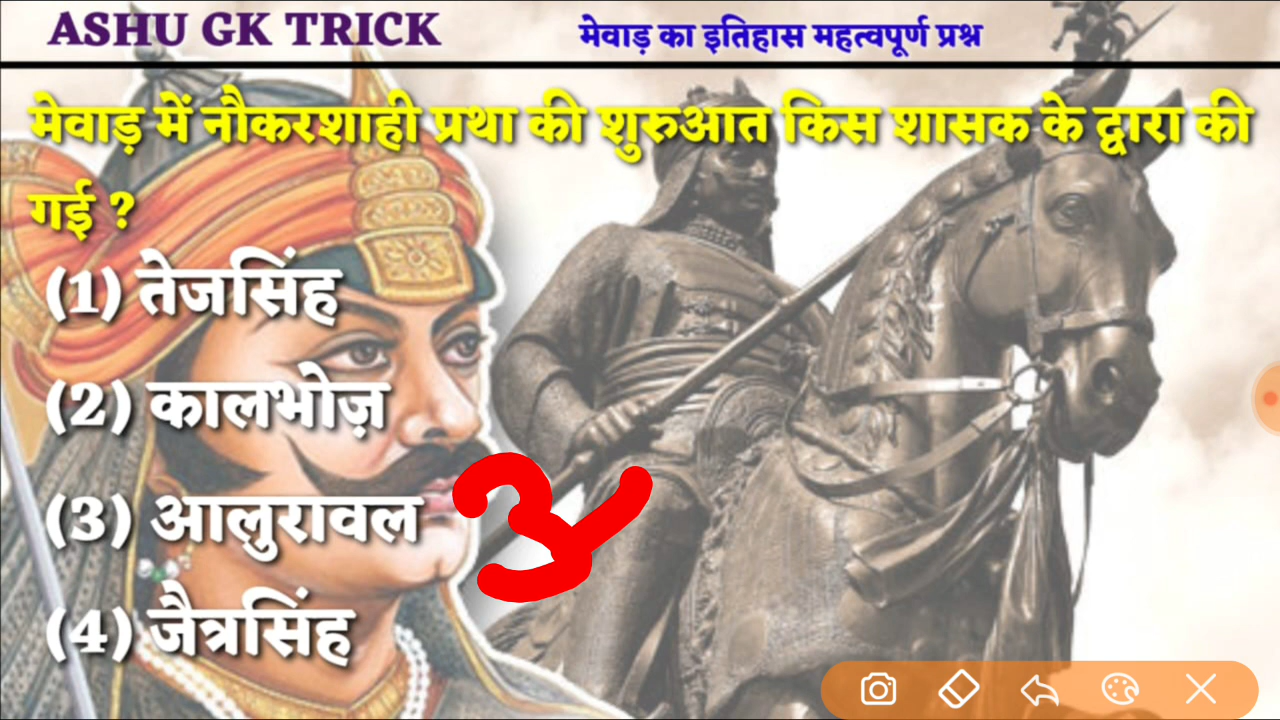 ASHU GK TRICK
मेवाड़ का इतिहास महत्वपूर्ण प्रश्न
मेवाड़ में नौकरशाही प्रथा की शुरुआत किस शासक के द्वारा की
गई ?
(1) तेजसिंह
(2) कालभोज़
(3) आलुरावल
3
(4) जैत्रसिंह